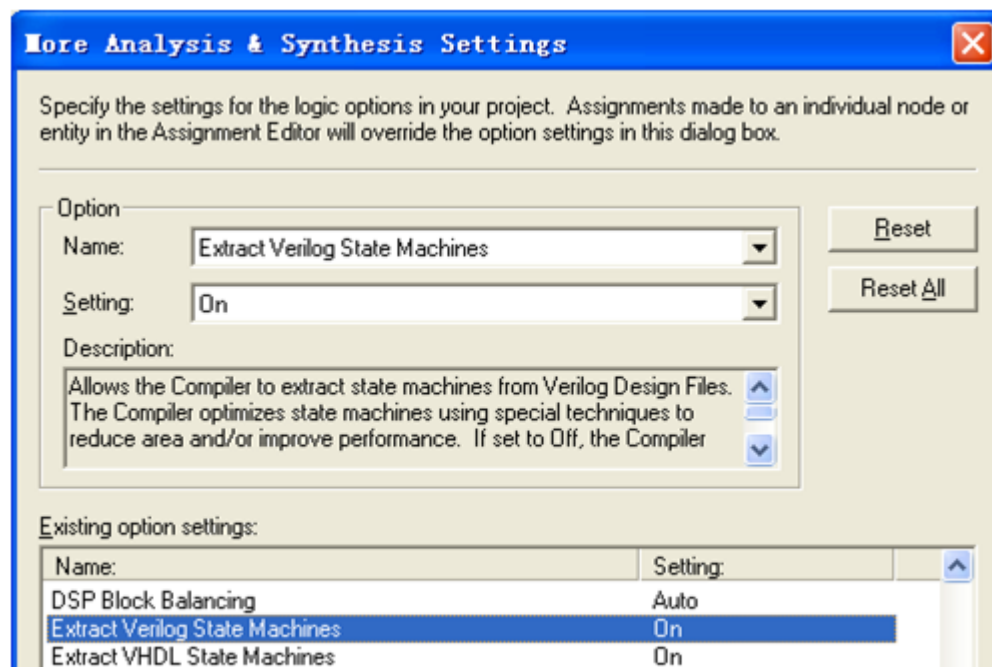 More Analysis & Synthesis Settings
Specify the settings for the logic options in your project. Assignments made to an individual node or
entity in the Assignment Editor will override the option settings in this dialog box.
Option
Name:
Extract Verilog State Machines
Reset
Setting:
On
Reset All
Description:
Allows the Compiler to extract state machines from Verilog Design Files.
The Compiler optimizes state machines using special techniques to
reduce area and/or improve performance. If set to Off, the Compiler
Existing option settings:
Name: Setting:
DSP Block Balancing Auto
Extract Verilog State Machines On
Extract VHDL State Machines On